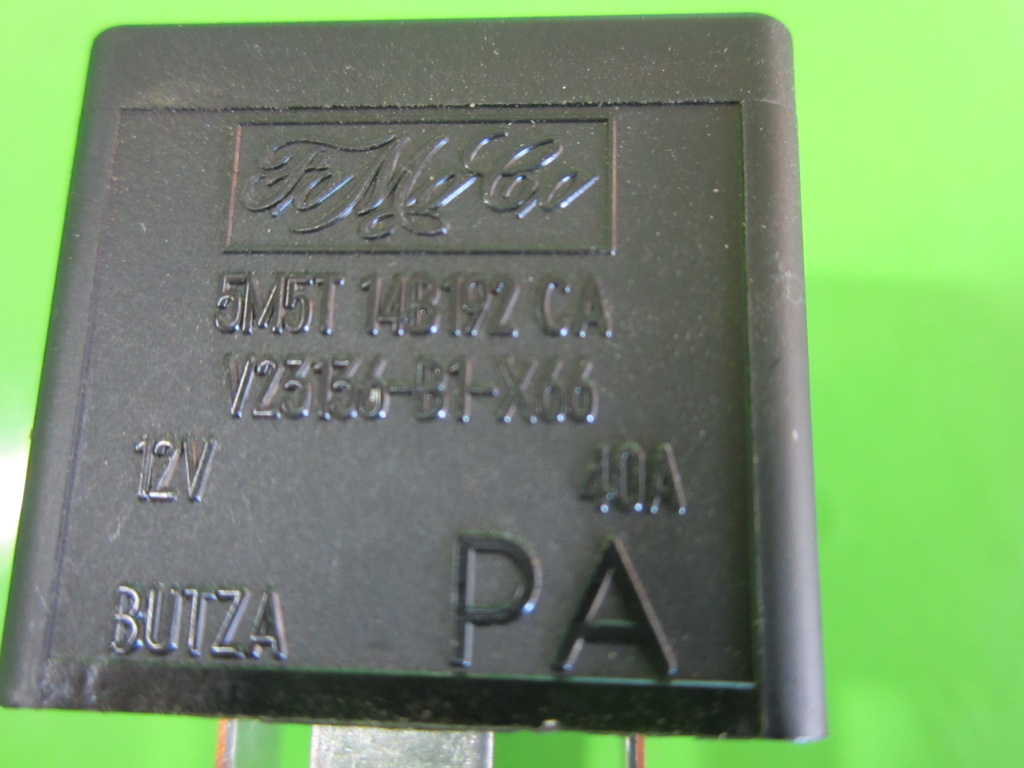 FoMoCo
5M5T 14B192 CA
V23136-B1-X66
12V 40A
BUTZA PA